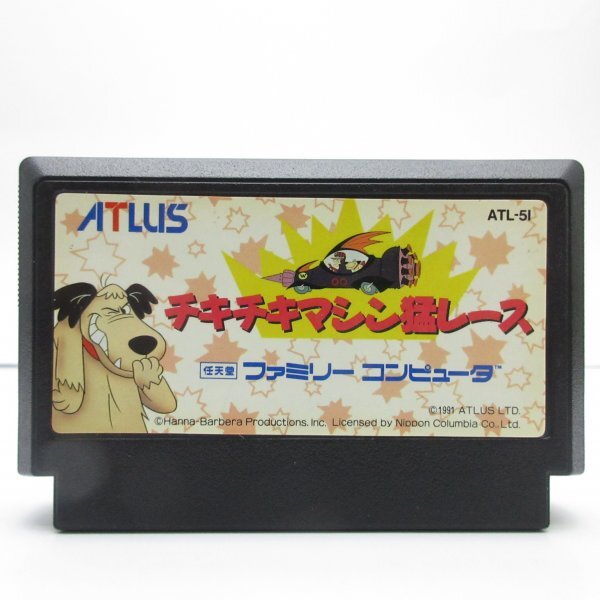 ATLUS
ATL-5I
チキチキマシン猛レース
任天堂 ファミリーコンピュータ™
©1991 ATLUS LTD.
©Hanna-Barbera Productions, Inc. Licensed by Nippon Columbia Co., Ltd.